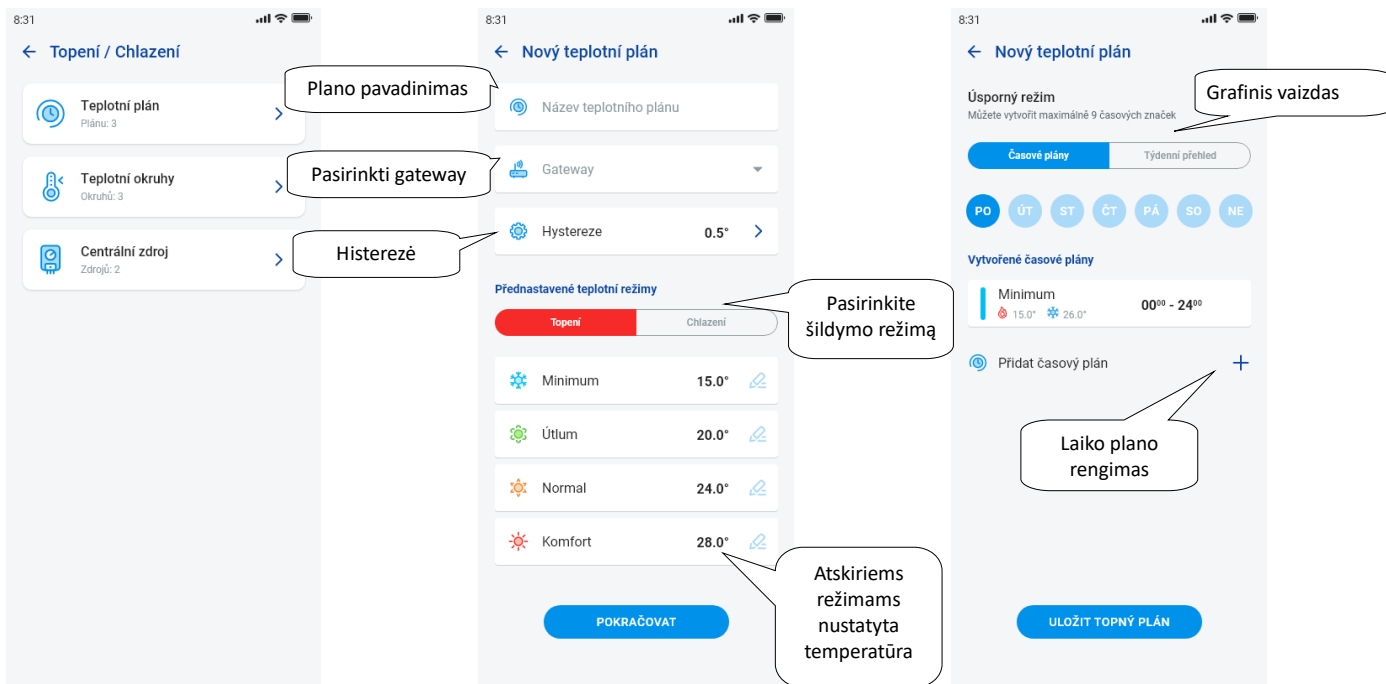 8:31
Topení / Chlazení
Teplotní plán
Plánu: 3
Teplotní okruhy
Okruhů: 3
Centrální zdroj
Zdrojů: 2
8:31
Nový teplotní plán
Plano pavadinimas
Název teplotního plánu
Pasirinkti gateway
Gateway
Histerezė
Hystereze 0.5°
Přednastavené teplotní režimy
Topení Chlazení
Pasirinkite
šildymo režimą
Minimum 15.0°
Útlum 20.0°
Normal 24.0°
Komfort 28.0°
Atskiriems
režimams
nustatyta
temperatūra
POKRAČOVAT
8:31
Nový teplotní plán
Grafinis vaizdas
Úsporný režim
Můžete vytvořit maximálně 9 časových značek
Časové plány Týdenní přehled
PO ÚT ST ČT PÁ SO NE
Vytvořené časové plány
Minimum
15.0° 26.0°
00⁰⁰ - 24⁰⁰
Přidat časový plán
Laiko plano
rengimas
ULOŽIT TOPNÝ PLÁN